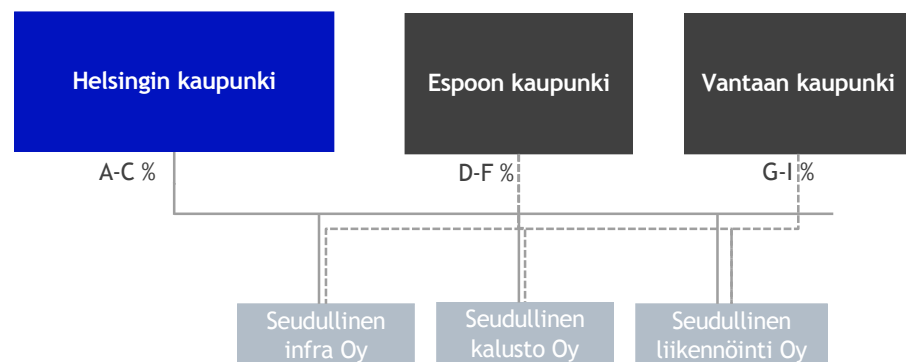 Helsingin kaupunki
Espoon kaupunki
Vantaan kaupunki
A-C %
D-F %
G-I %
Seudullinen
infra Oy
Seudullinen
kalusto Oy
Seudullinen
liikennöinti Oy